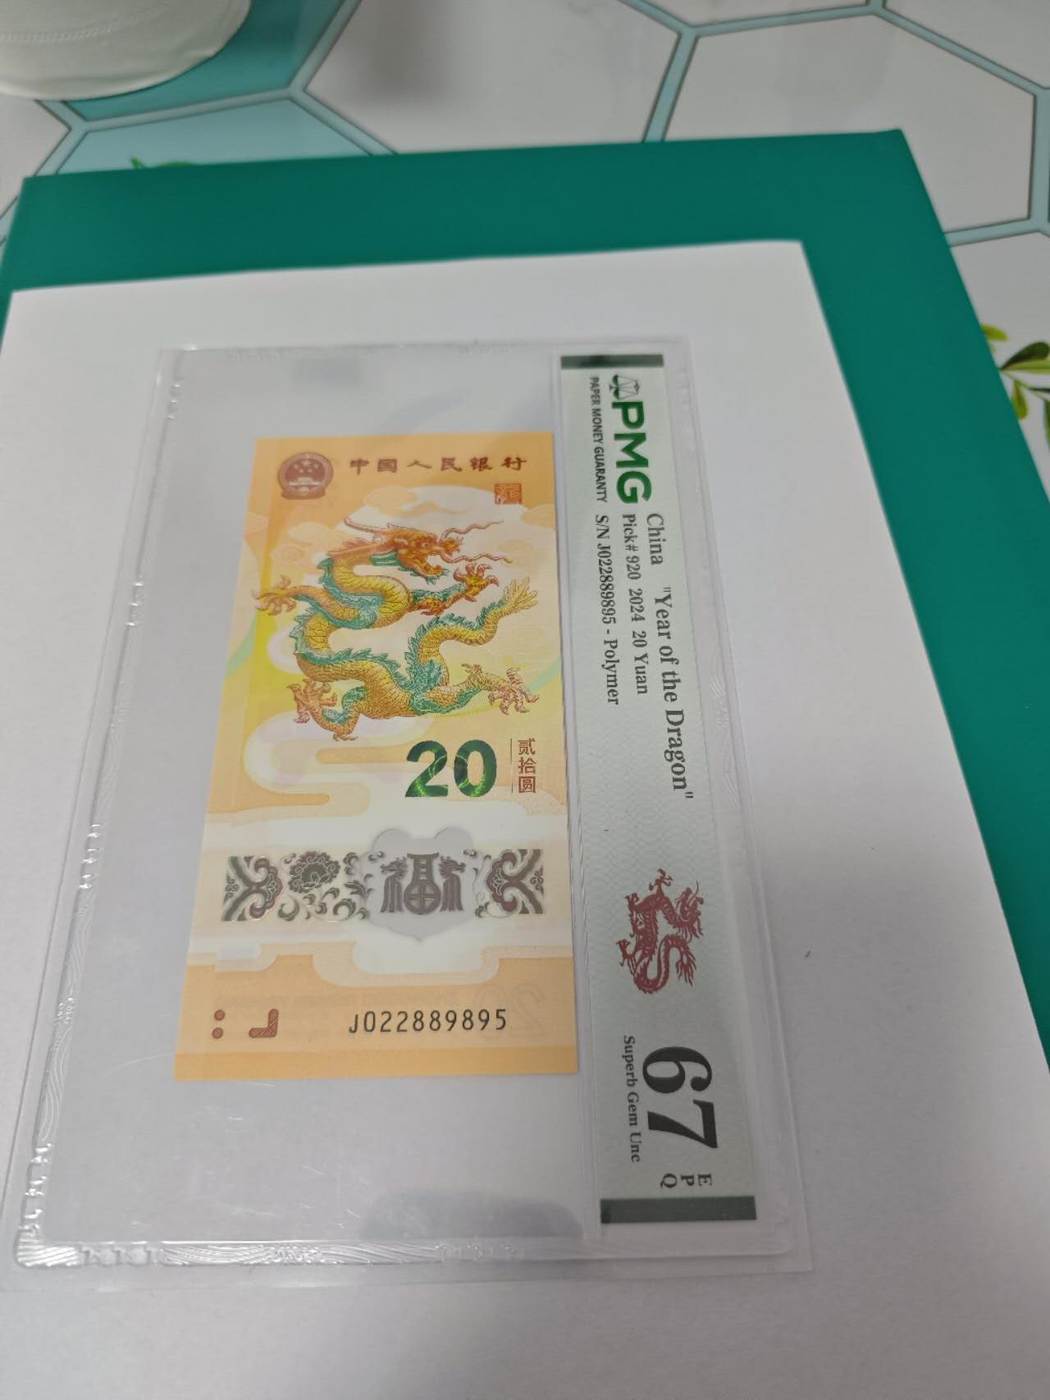 中国人民银行
20
贰拾圆
福
J022889895
PMG
PAPER MONEY GUARANTY
China "Year of the Dragon"
Pick# 920 2024 20 Yuan
S/N J022889895 - Polymer
67
EPQ
Superb Gem Unc